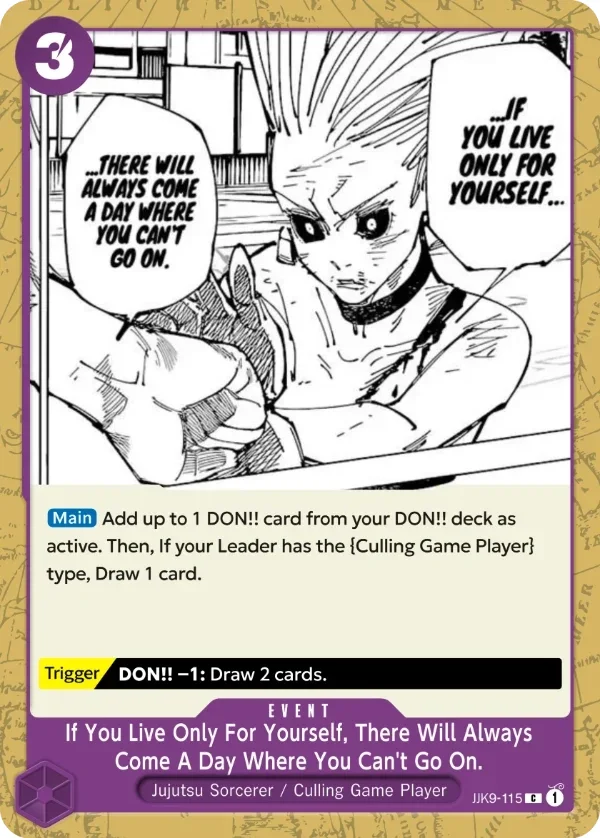 3
...IF
YOU LIVE
ONLY FOR
YOURSELF...
...THERE WILL
ALWAYS COME
A DAY WHERE
YOU CAN'T
GO ON.
Main Add up to 1 DON!! card from your DON!! deck as
active. Then, If your Leader has the {Culling Game Player}
type, Draw 1 card.
Trigger DON!! −1: Draw 2 cards.
EVENT
If You Live Only For Yourself, There Will Always
Come A Day Where You Can't Go On.
Jujutsu Sorcerer / Culling Game Player
JJK9-115 C 1